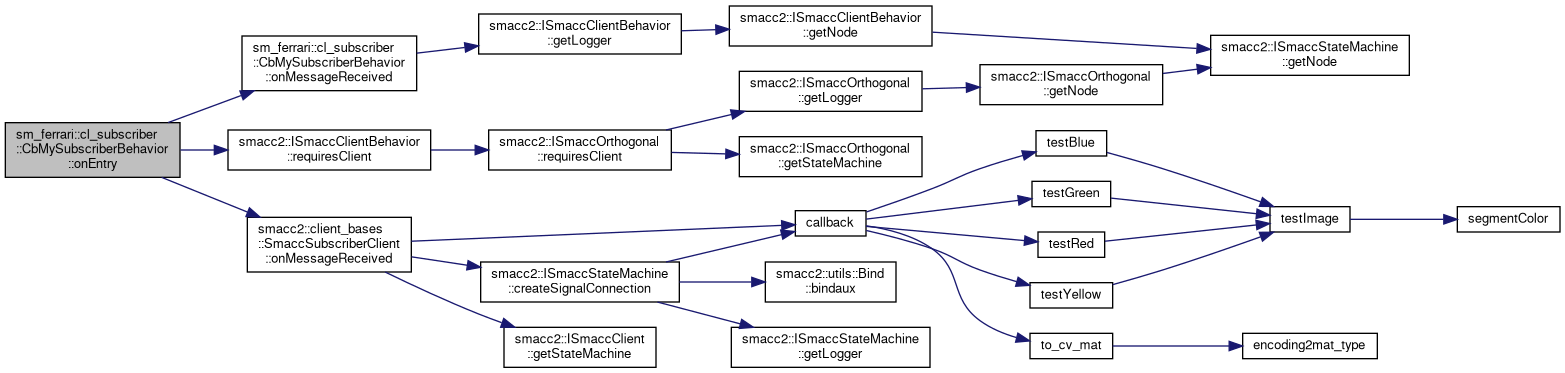 sm_ferrari::cl_subscriber
::CbMySubscriberBehavior
::onEntry
sm_ferrari::cl_subscriber
::CbMySubscriberBehavior
::onMessageReceived
smacc2::ISmaccClientBehavior
::getLogger
smacc2::ISmaccClientBehavior
::getNode
smacc2::ISmaccStateMachine
::getNode
smacc2::ISmaccClientBehavior
::requiresClient
smacc2::ISmaccOrthogonal
::requiresClient
smacc2::ISmaccOrthogonal
::getLogger
smacc2::ISmaccOrthogonal
::getNode
smacc2::ISmaccOrthogonal
::getStateMachine
smacc2::client_bases
::SmaccSubscriberClient
::onMessageReceived
callback
smacc2::ISmaccStateMachine
::createSignalConnection
smacc2::utils::Bind
::bindaux
smacc2::ISmaccStateMachine
::getLogger
smacc2::ISmaccClient
::getStateMachine
testBlue
testGreen
testRed
testYellow
to_cv_mat
testImage
segmentColor
encoding2mat_type